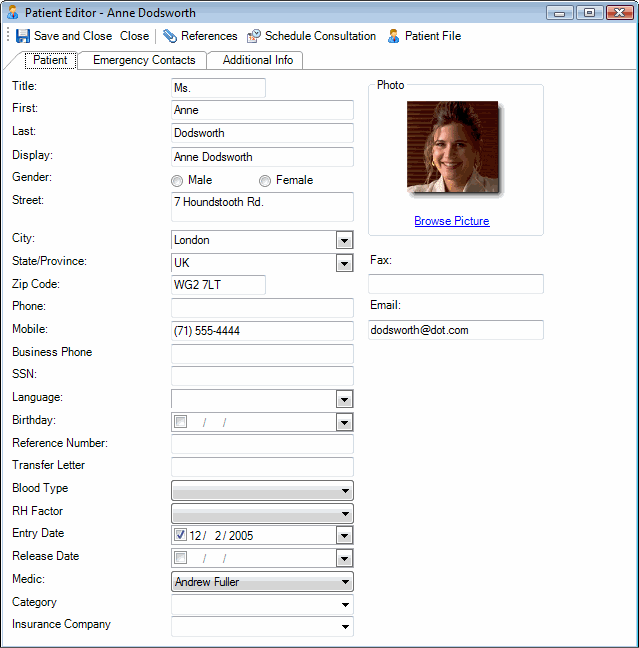 Patient Editor - Anne Dodsworth
Save and Close Close References Schedule Consultation Patient File
Patient Emergency Contacts Additional Info
Title: Ms.
First: Anne
Last: Dodsworth
Display: Anne Dodsworth
Gender: Male Female
Street: 7 Houndstooth Rd.
City: London
State/Province: UK
Zip Code: WG2 7LT
Phone:
Mobile: (71) 555-4444
Business Phone
SSN:
Language:
Birthday: / /
Reference Number:
Transfer Letter
Blood Type
RH Factor
Entry Date 12/ 2/ 2005
Release Date / /
Medic: Andrew Fuller
Category
Insurance Company
Photo
Browse Picture
Fax:
Email:
dodsworth@dot.com